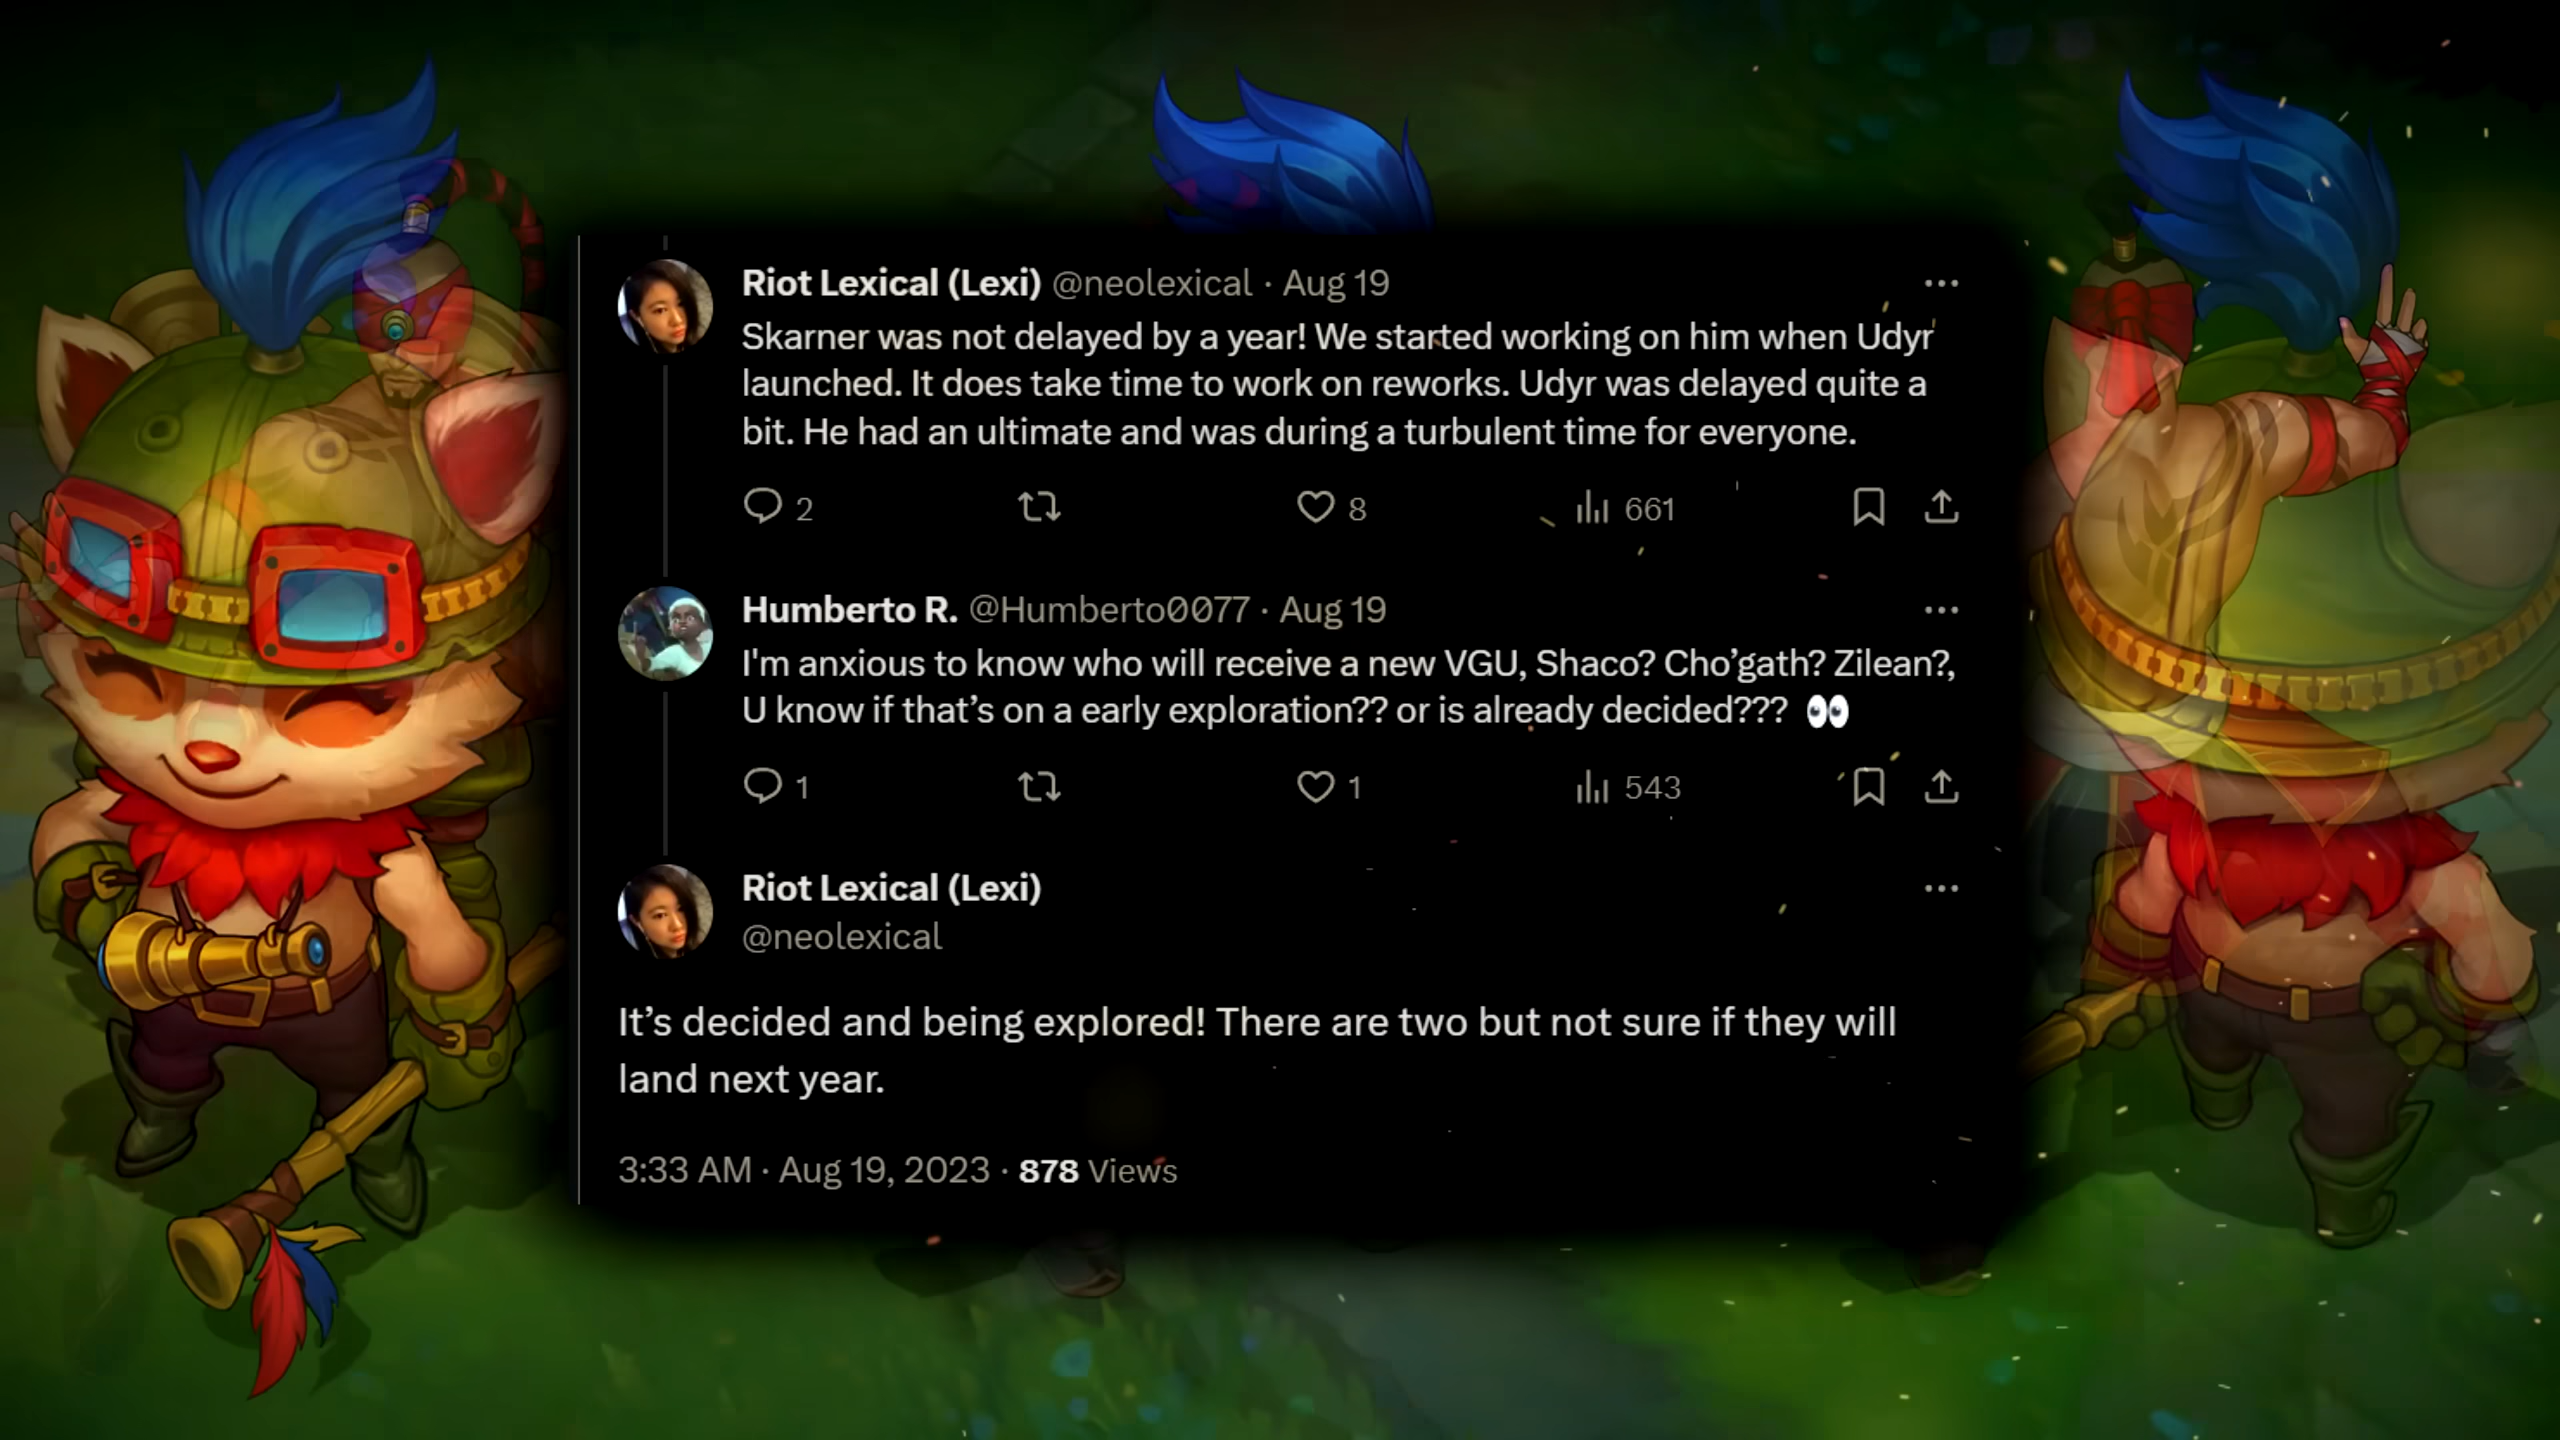 Riot Lexical (Lexi) @neolexical · Aug 19
Skarner was not delayed by a year! We started working on him when Udyr
launched. It does take time to work on reworks. Udyr was delayed quite a
bit. He had an ultimate and was during a turbulent time for everyone.
2 8 661
Humberto R. @Humberto0077 · Aug 19
I'm anxious to know who will receive a new VGU, Shaco? Cho’gath? Zilean?,
U know if that’s on a early exploration?? or is already decided??? 👀
1 1 543
Riot Lexical (Lexi)
@neolexical
It’s decided and being explored! There are two but not sure if they will
land next year.
3:33 AM · Aug 19, 2023 · 878 Views